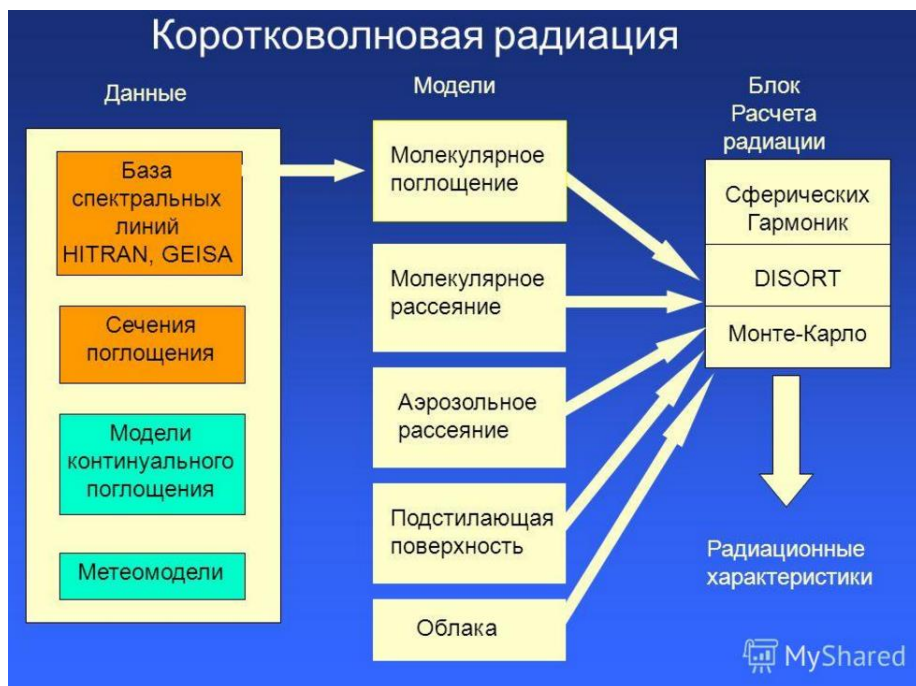 Коротковолновая радиация
Данные
База
спектральных
линий
HITRAN, GEISA
Сечения
поглощения
Модели
континуального
поглощения
Метеомодели
Модели
Молекулярное
поглощение
Молекулярное
рассеяние
Аэрозольное
рассеяние
Подстилающая
поверхность
Облака
Блок
Расчета
радиации
Сферических
Гармоник
DISORT
Монте-Карло
Радиационные
характеристики
MyShared